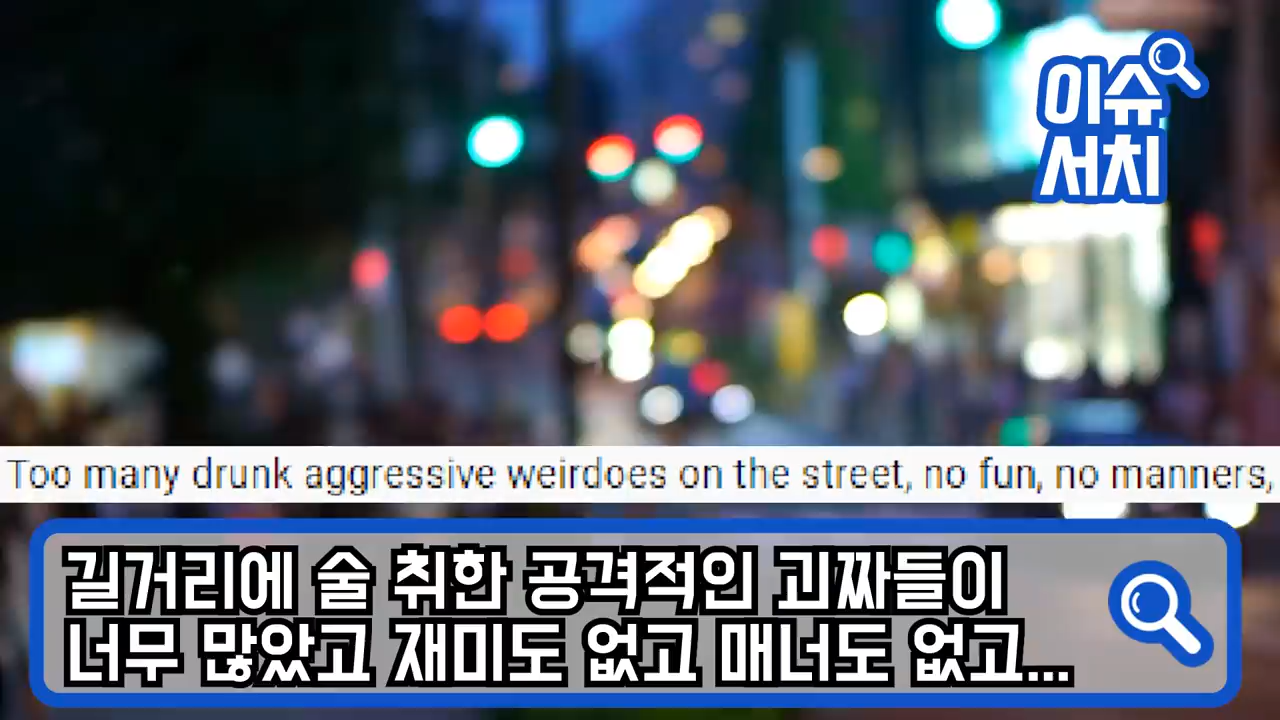 이슈
서치
Too many drunk aggressive weirdoes on the street, no fun, no manners,
길거리에 술 취한 공격적인 괴짜들이
너무 많았고 재미도 없고 매너도 없고...